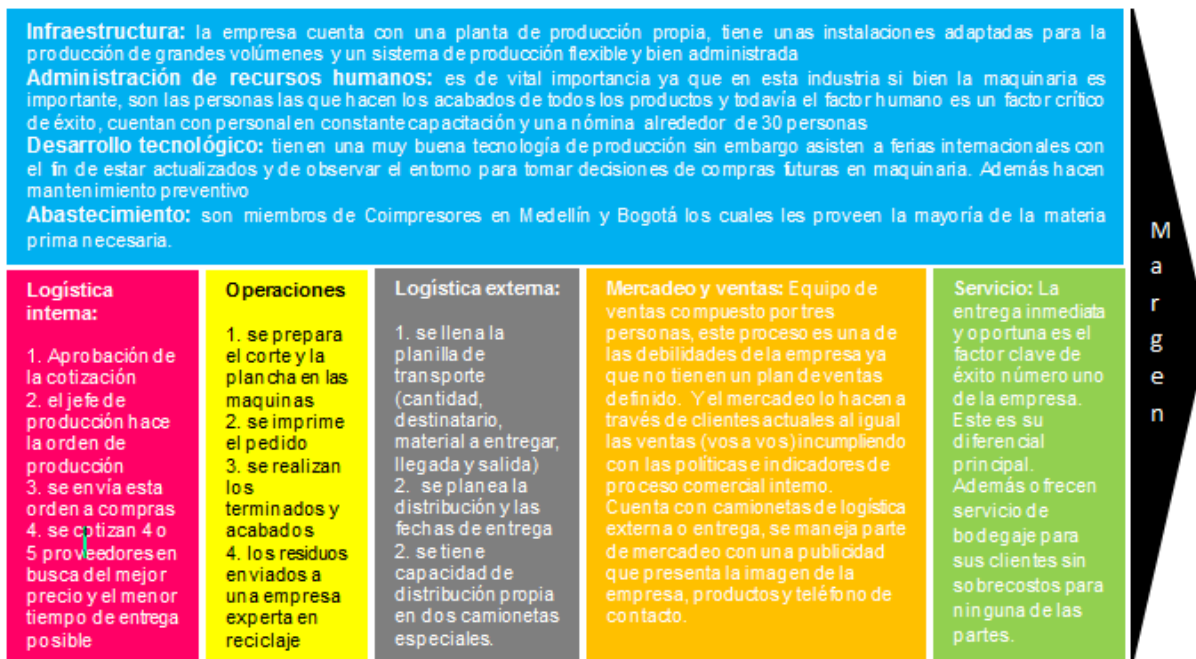 Infraestructura: la empresa cuenta con una planta de producción propia, tiene unas instalaciones adaptadas para la
producción de grandes volúmenes y un sistema de producción flexible y bien administrada
Administración de recursos humanos: es de vital importancia ya que en esta industria si bien la maquinaria es
importante, son las personas las que hacen los acabados de todos los productos y todavía el factor humano es un factor crítico
de éxito, cuentan con personal en constante capacitación y una nómina alrededor de 30 personas
Desarrollo tecnológico: tienen una muy buena tecnología de producción sin embargo asisten a ferias internacionales con
el fin de estar actualizados y de observar el entorno para tomar decisiones de compras futuras en maquinaria. Además hacen
mantenimiento preventivo
Abastecimiento: son miembros de Coimpresores en Medellín y Bogotá los cuales les proveen la mayoría de la materia
prima necesaria.
Logística
interna:
1. Aprobación de
la cotización
2. el jefe de
producción hace
la orden de
producción
3. se envía esta
orden a compras
4. se cotizan 4 o
5 proveedores en
busca del mejor
precio y el menor
tiempo de entrega
posible
Operaciones
1. se prepara
el corte y la
plancha en las
maquinas
2. se imprime
el pedido
3. se realizan
los
terminados y
acabados
4. los residuos
enviados a
una empresa
experta en
reciclaje
Logística externa:
1. se llena la
planilla de
transporte
(cantidad,
destinatario,
material a entregar,
llegada y salida)
2. se planea la
distribución y las
fechas de entrega
2. se tiene
capacidad de
distribución propia
en dos camionetas
especiales.
Mercadeo y ventas: Equipo de
ventas compuesto por tres
personas, este proceso es una de
las debilidades de la empresa ya
que no tienen un plan de ventas
definido. Y el mercadeo lo hacen a
través de clientes actuales al igual
las ventas (vos a vos) incumpliendo
con las políticas e indicadores de
proceso comercial interno.
Cuenta con camionetas de logística
externa o entrega, se maneja parte
de mercadeo con una publicidad
que presenta la imagen de la
empresa, productos y teléfono de
contacto.
Servicio: La
entrega inmediata
y oportuna es el
factor clave de
éxito número uno
de la empresa.
Este es su
diferencial
principal.
Además ofrecen
servicio de
bodegaje para
sus clientes sin
sobrecostos para
ninguna de las
partes.
M
a
r
g
e
n